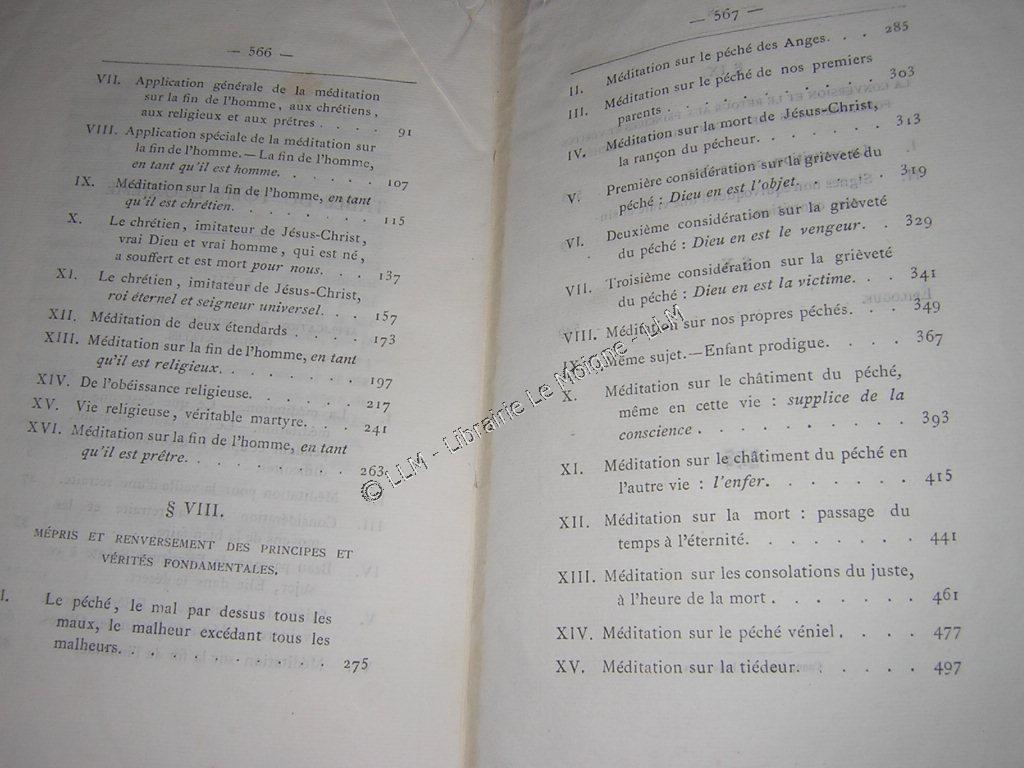 — 566 —
VII. Application générale de la méditation
sur la fin de l'homme, aux chrétiens,
aux religieux et aux prêtres . . . . 91
VIII. Application spéciale de la méditation sur
la fin de l'homme. — La fin de l'homme,
en tant qu'il est homme. . . . . . 107
IX. Méditation sur la fin de l'homme, en tant
qu'il est chrétien. . . . . . . . 115
X. Le chrétien, imitateur de Jésus-Christ,
vrai Dieu et vrai homme, qui est né,
a souffert et est mort pour nous. . . . 137
XI. Le chrétien, imitateur de Jésus-Christ,
roi éternel et seigneur universel. . . . 157
XII. Méditation de deux étendards . . . . 173
XIII. Méditation sur la fin de l'homme, en tant
qu'il est religieux. . . . . . . . 197
XIV. De l'obéissance religieuse. . . . . . 217
XV. Vie religieuse, véritable martyre. . . . 241
XVI. Méditation sur la fin de l'homme, en tant
qu'il est prêtre. . . . . . . . . 263
§ VIII.
MÉPRIS ET RENVERSEMENT DES PRINCIPES ET
VÉRITÉS FONDAMENTALES.
I. Le péché, le mal par dessus tous les
maux, le malheur excédant tous les
malheurs. . . . . . . . . . . 275
— 567 —
II. Méditation sur le péché des Anges. . . 285
III. Méditation sur le péché de nos premiers
parents . . . . . . . . . . 303
IV. Méditation sur la mort de Jésus-Christ,
la rançon du pécheur. . . . . . . 313
V. Première considération sur la grièveté du
péché : Dieu en est l'objet. . . . . 319
VI. Deuxième considération sur la grièveté
du péché : Dieu en est le vengeur. . . 329
VII. Troisième considération sur la grièveté
du péché : Dieu en est la victime. . . 341
VIII. Méditation sur nos propres péchés. . . . 349
IX. Même sujet. — Enfant prodigue. . . . . 367
X. Méditation sur le châtiment du péché,
même en cette vie : supplice de la
conscience . . . . . . . . . 393
XI. Méditation sur le châtiment du péché en
l'autre vie : l'enfer. . . . . . . 415
XII. Méditation sur la mort : passage du
temps à l'éternité. . . . . . . . 441
XIII. Méditation sur les consolations du juste,
à l'heure de la mort . . . . . . . 461
XIV. Méditation sur le péché véniel . . . . 477
XV. Méditation sur la tiédeur. . . . . . 497
© LLM - Librairie Le Moigne - LLM